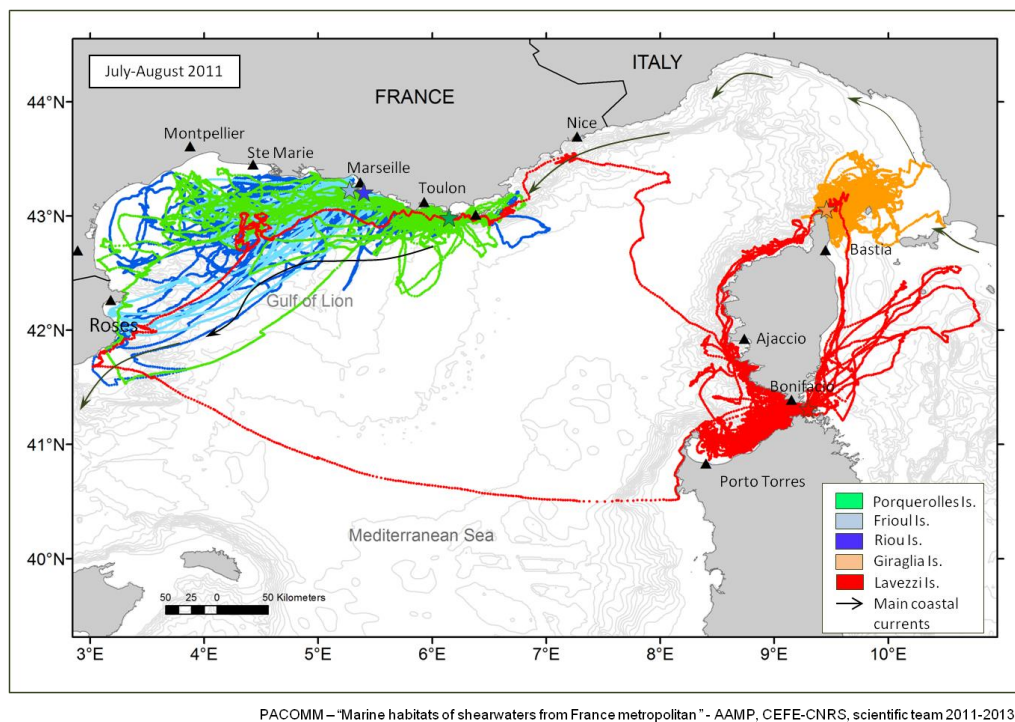 July-August 2011
ITALY
FRANCE
44°N
Montpellier
Nice
Ste Marie
Marseille
Toulon
43°N
Bastia
Gulf of Lion
42°N
Roses
Ajaccio
Bonifacio
41°N
Porto Torres
Mediterranean Sea
40°N
50 25 0 50 Kilometers
Porquerolles Is.
Frioul Is.
Riou Is.
Giraglia Is.
Lavezzi Is.
Main coastal
currents
3°E 4°E 5°E 6°E 7°E 8°E 9°E 10°E
PACOMM – “Marine habitats of shearwaters from France metropolitan” - AAMP, CEFE-CNRS, scientific team 2011-2013